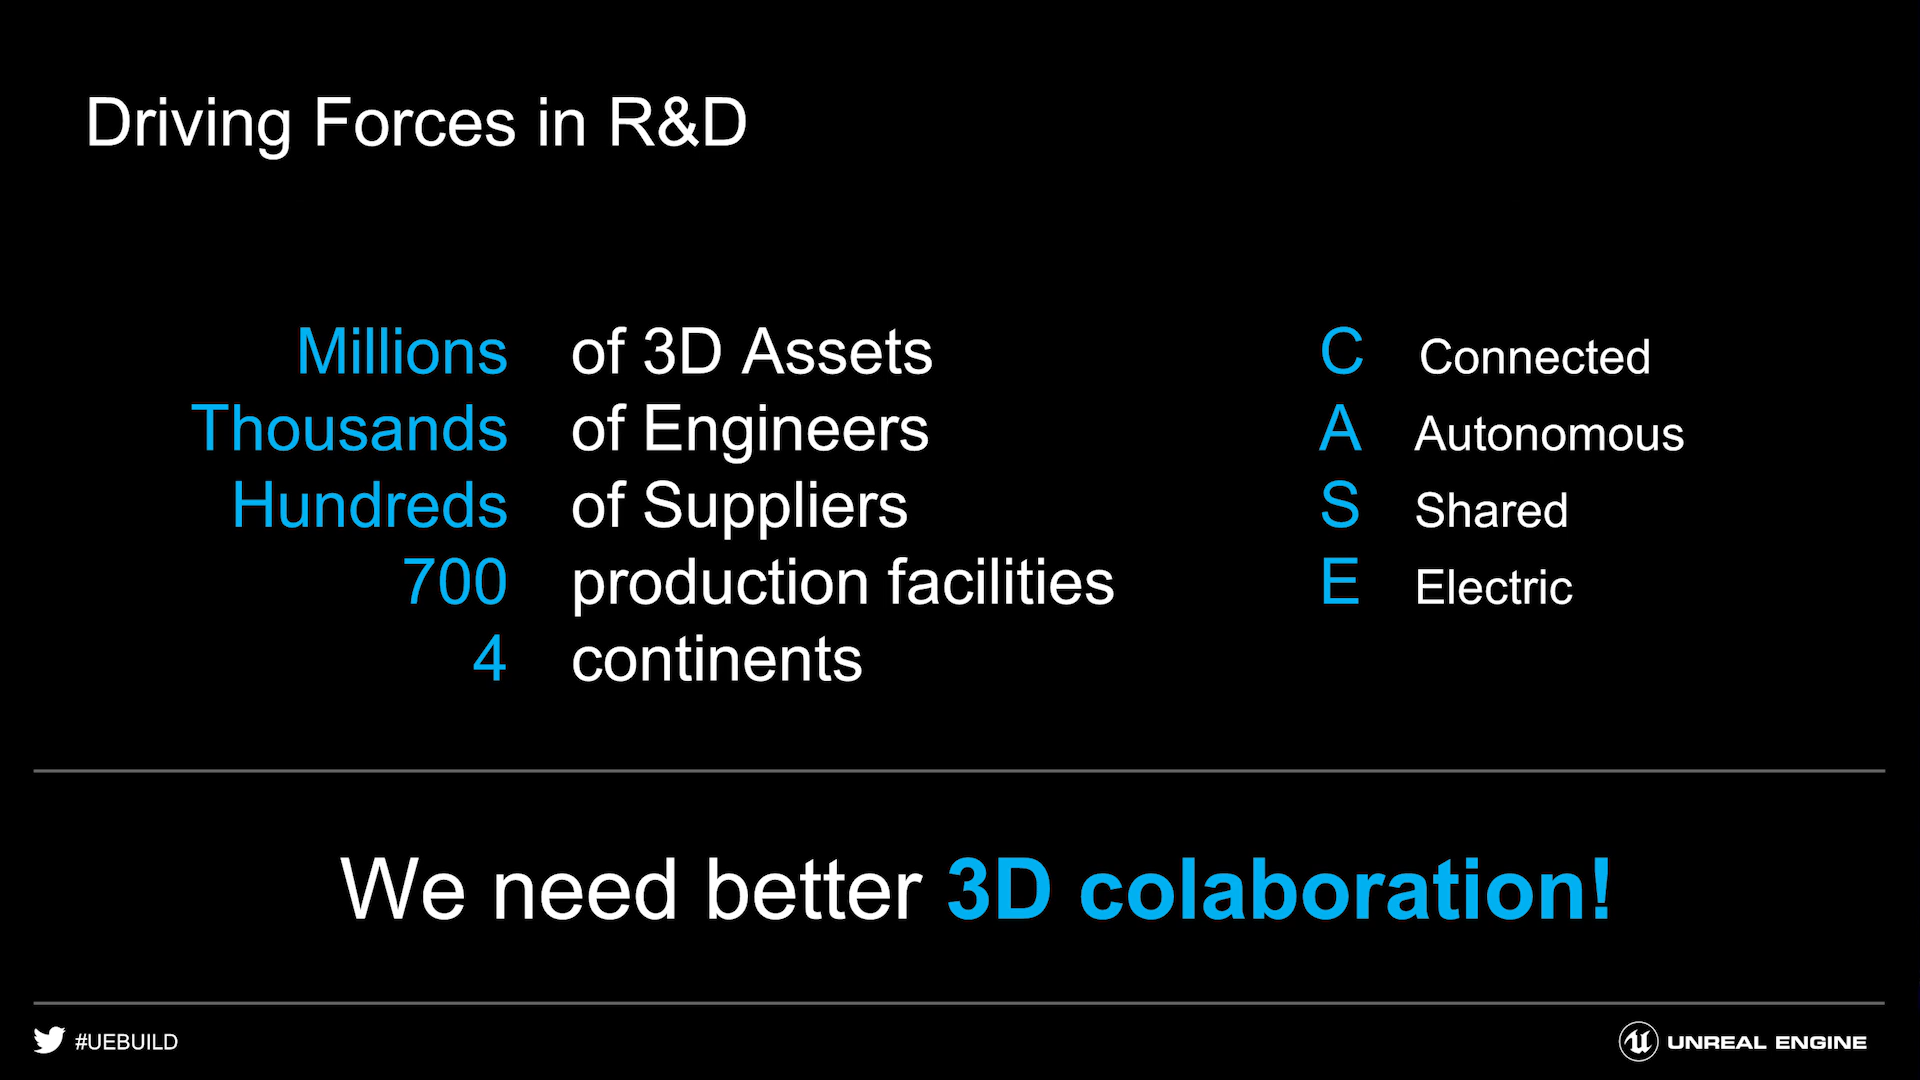 Driving Forces in R&D
Millions of 3D Assets
Thousands of Engineers
Hundreds of Suppliers
700 production facilities
4 continents
C Connected
A Autonomous
S Shared
E Electric
We need better 3D colaboration!
#UEBUILD
UNREAL ENGINE